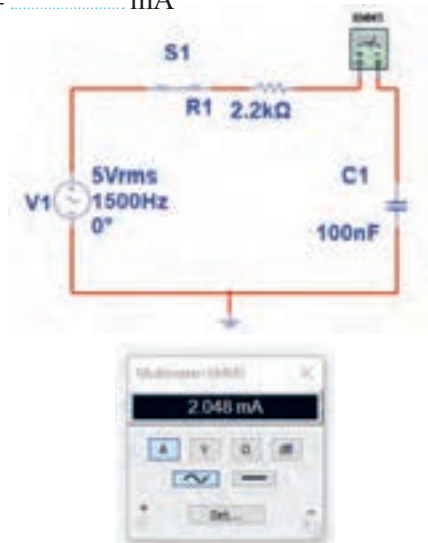 mA
S1
R1 2.2kΩ
V1
5Vrms
1500Hz
0°
C1
100nF
2.048 mA
A V Ω dB
Set...